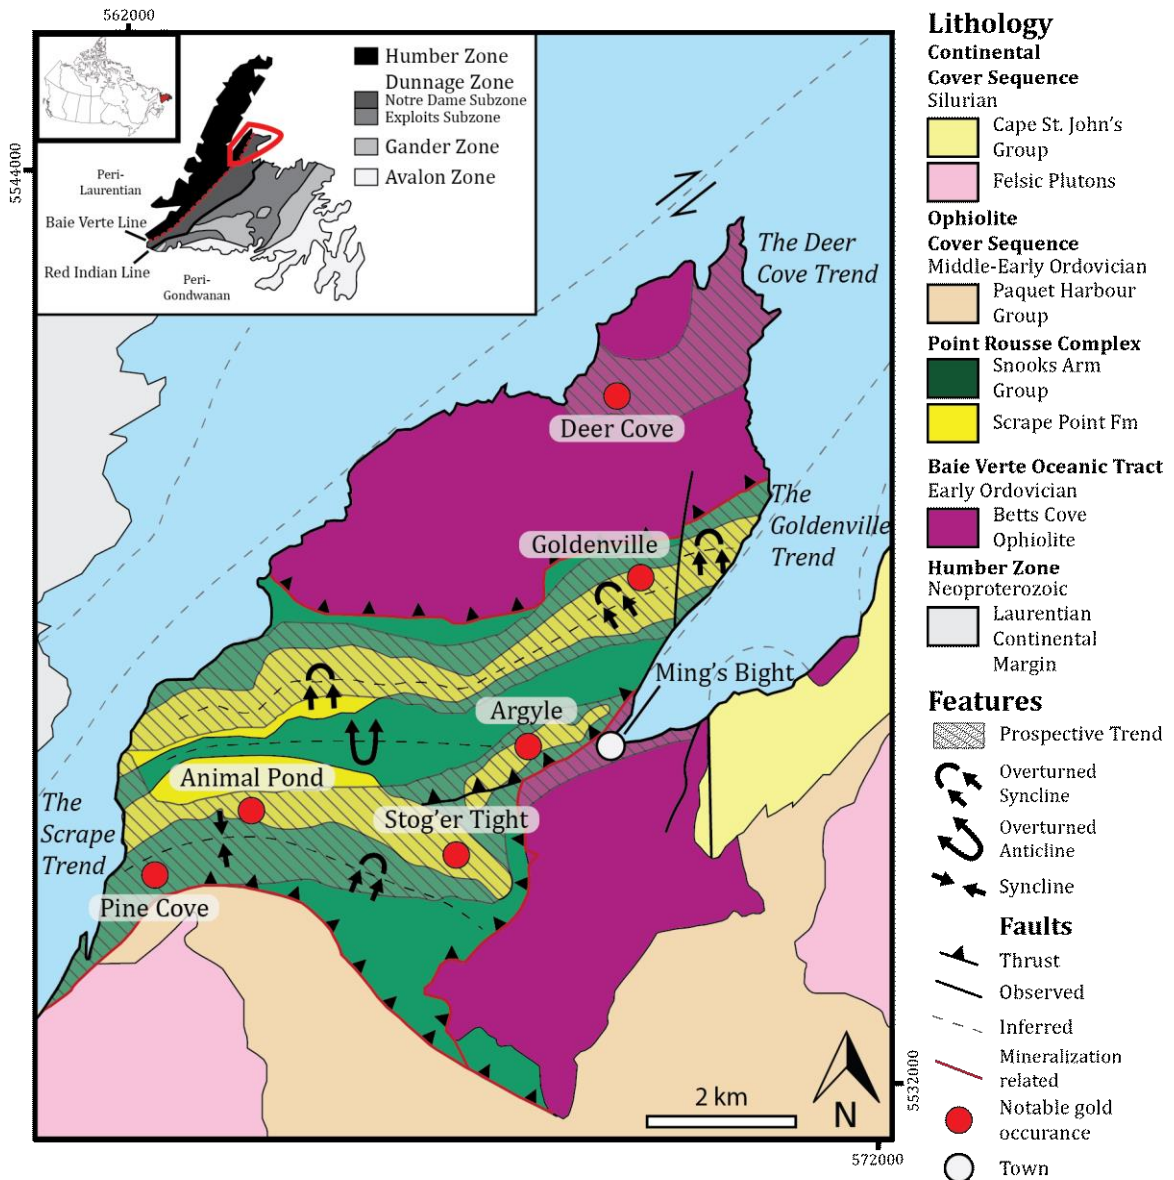 562000
5544000
Humber Zone
Dunnage Zone
Notre Dame Subzone
Exploits Subzone
Gander Zone
Avalon Zone
Peri-
Laurentian
Baie Verte Line
Red Indian Line
Peri-
Gondwanan
The Deer
Cove Trend
Deer Cove
The
Goldenville
Trend
Goldenville
Ming's Bight
Argyle
Animal Pond
Stog'er Tight
The
Scrape
Trend
Pine Cove
2 km
N
5532000
572000
Lithology
Continental
Cover Sequence
Silurian
Cape St. John's
Group
Felsic Plutons
Ophiolite
Cover Sequence
Middle-Early Ordovician
Paquet Harbour
Group
Point Rousse Complex
Snooks Arm
Group
Scrape Point Fm
Baie Verte Oceanic Tract
Early Ordovician
Betts Cove
Ophiolite
Humber Zone
Neoproterozoic
Laurentian
Continental
Margin
Features
Prospective Trend
Overturned
Syncline
Overturned
Anticline
Syncline
Faults
Thrust
Observed
Inferred
Mineralization
related
Notable gold
occurance
Town